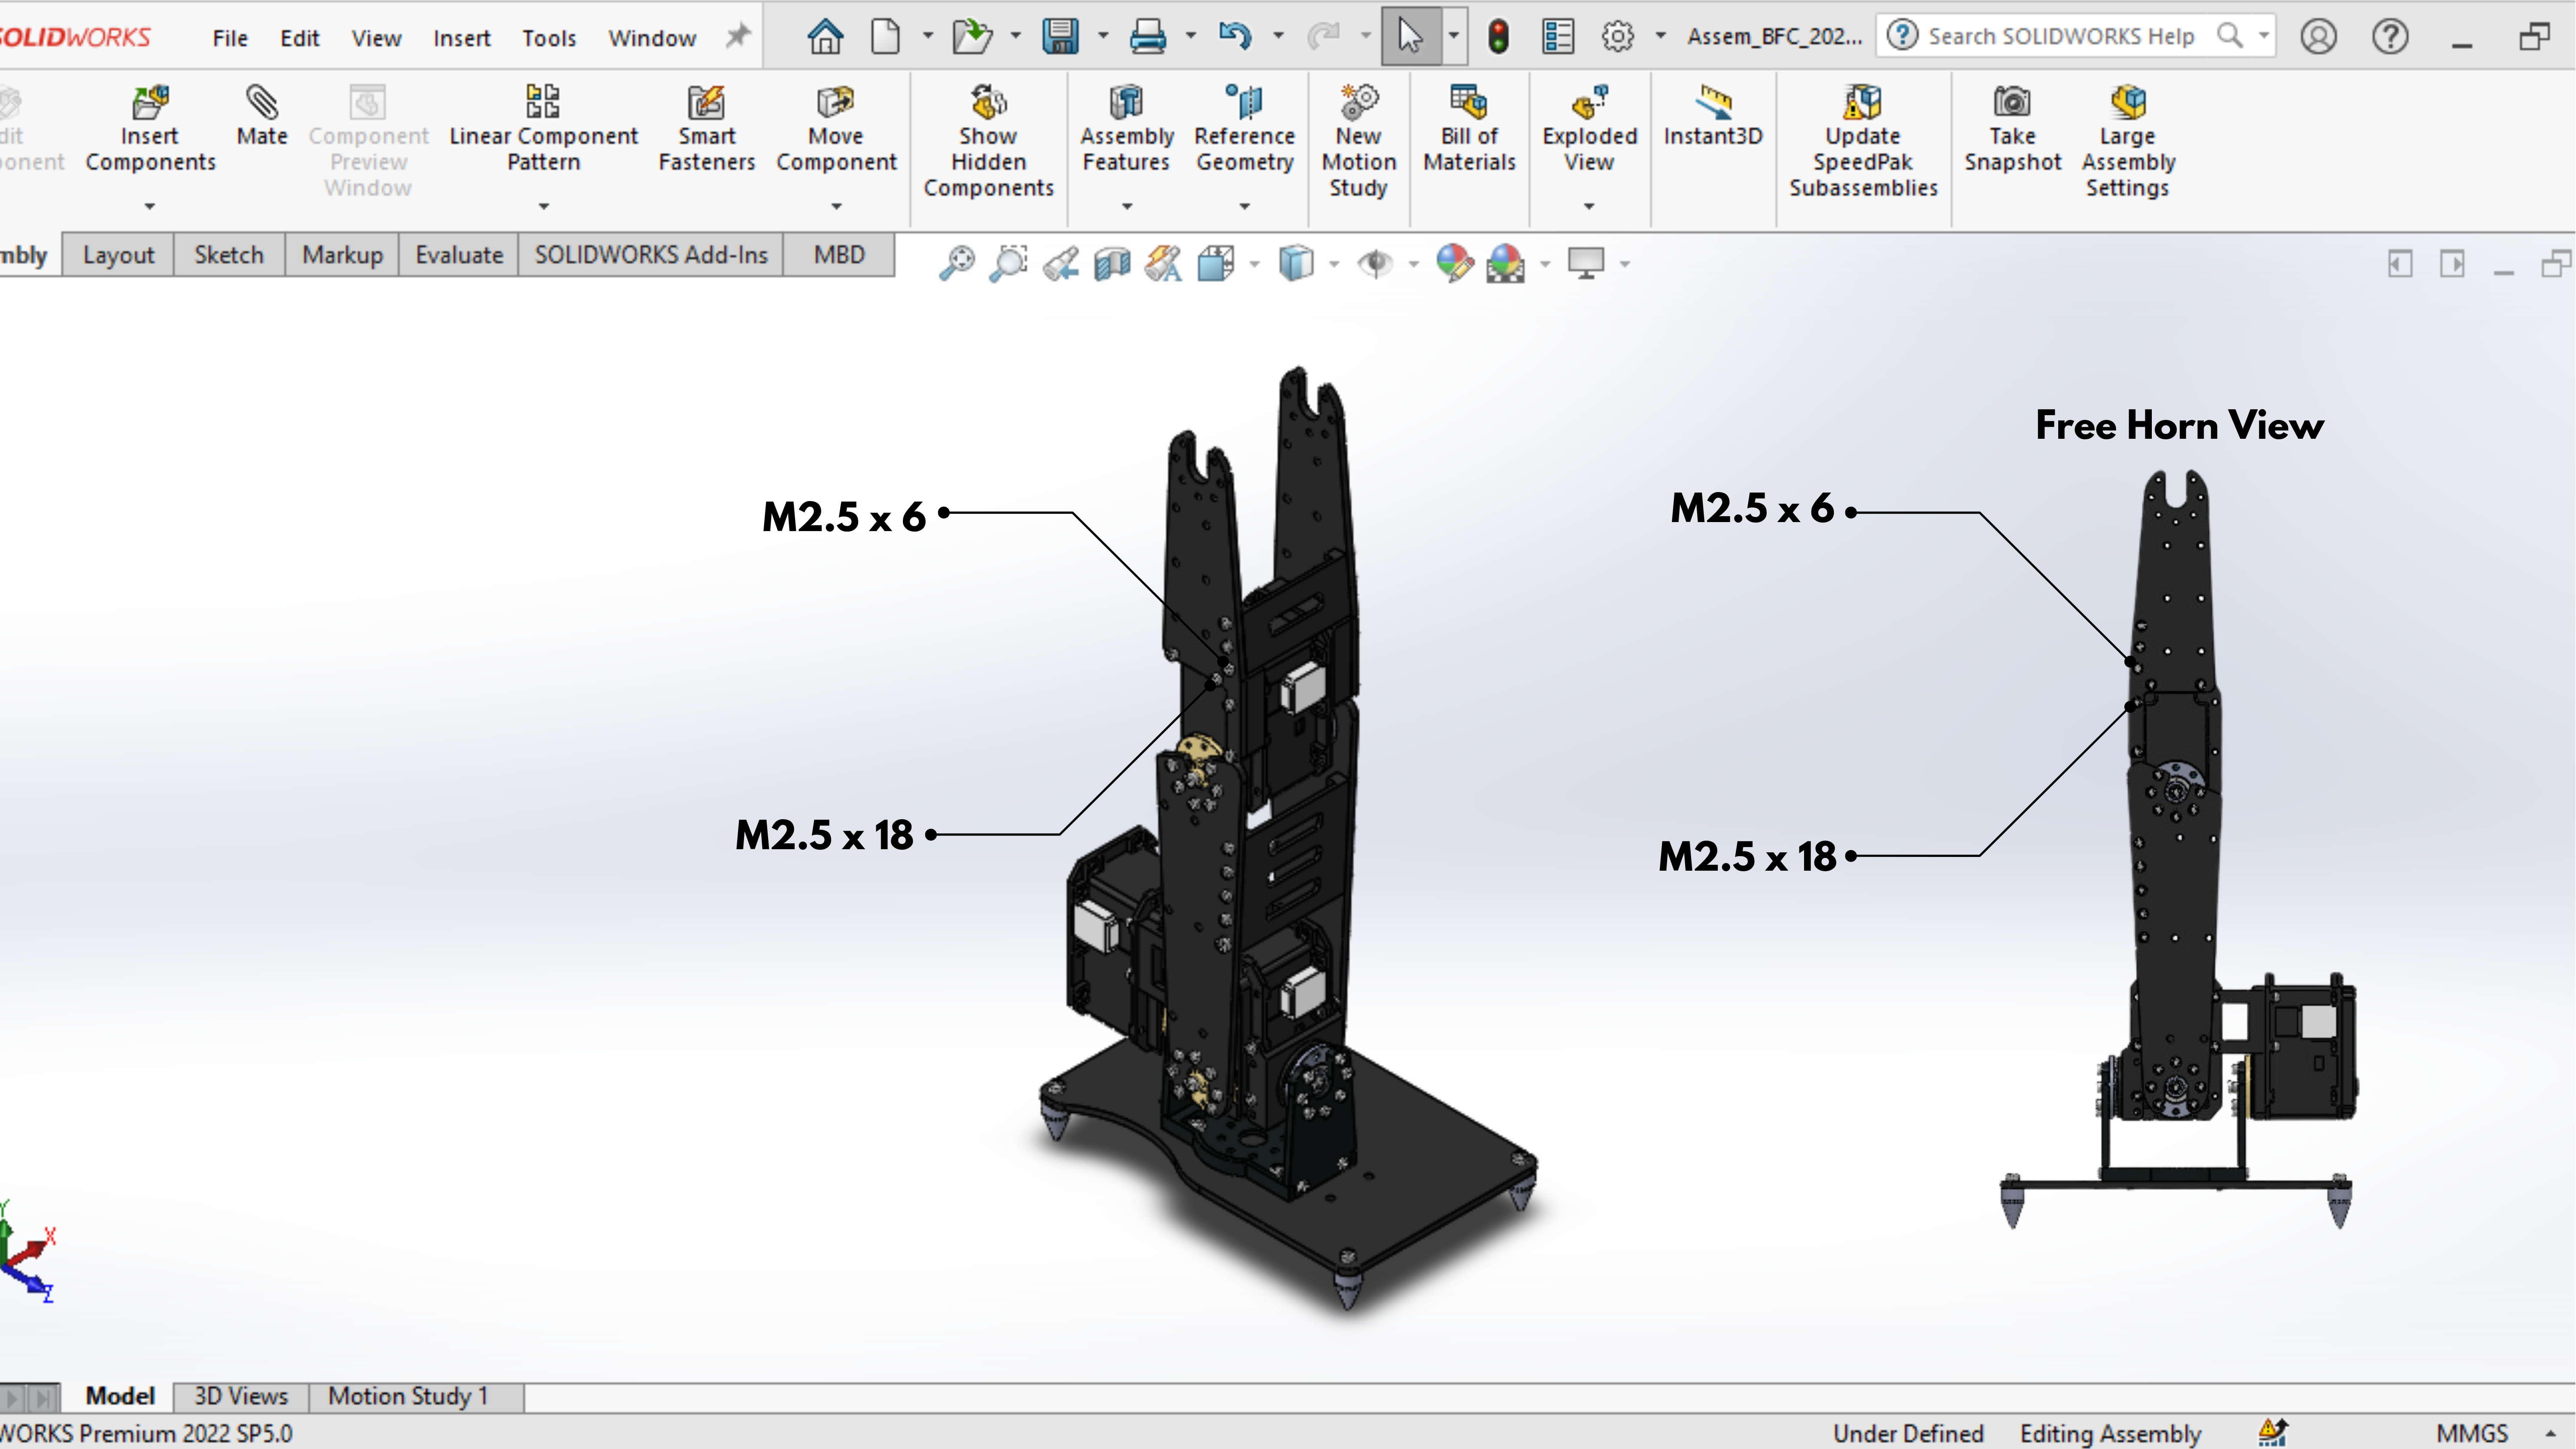 SOLIDWORKS File Edit View Insert Tools Window Assem_BFC_202... Search SOLIDWORKS Help
Insert
Components
Mate
Component
Preview
Window
Linear Component
Pattern
Smart
Fasteners
Move
Component
Show
Hidden
Components
Assembly
Features
Reference
Geometry
New
Motion
Study
Bill of
Materials
Exploded
View
Instant3D
Update
SpeedPak
Subassemblies
Take
Snapshot
Large
Assembly
Settings
mbly Layout Sketch Markup Evaluate SOLIDWORKS Add-Ins MBD
Free Horn View
M2.5 x 6
M2.5 x 6
M2.5 x 18
M2.5 x 18
Y
X
Z
Model 3D Views Motion Study 1
WORKS Premium 2022 SP5.0 Under Defined Editing Assembly MMGS